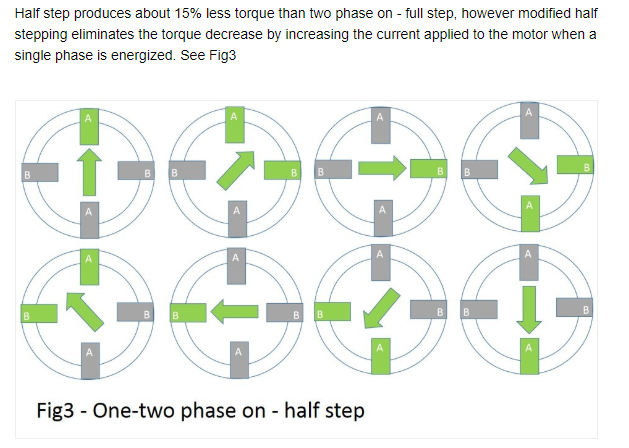 Half step produces about 15% less torque than two phase on - full step, however modified half
stepping eliminates the torque decrease by increasing the current applied to the motor when a
single phase is energized. See Fig3
A A A A
B B B B B B B B
A A A A
A A A A
B B B B B B B B
A A A A
Fig3 - One-two phase on - half step